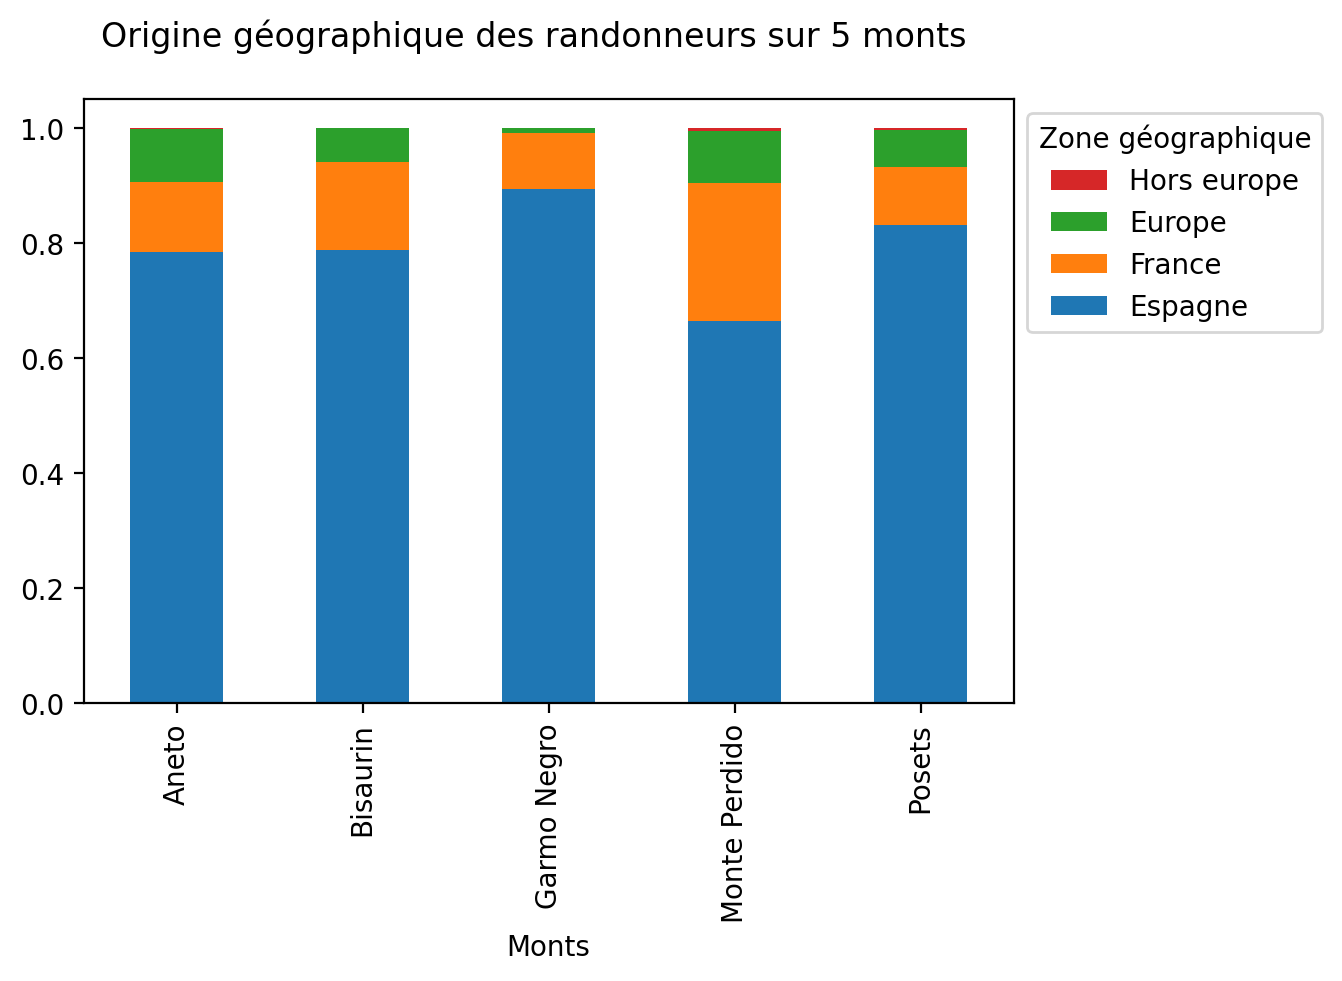 Origine géographique des randonneurs sur 5 monts
1.0
0.8
0.6
0.4
0.2
0.0
Zone géographique
Hors europe
Europe
France
Espagne
Aneto
Bisaurin
Garmo Negro
Monte Perdido
Posets
Monts